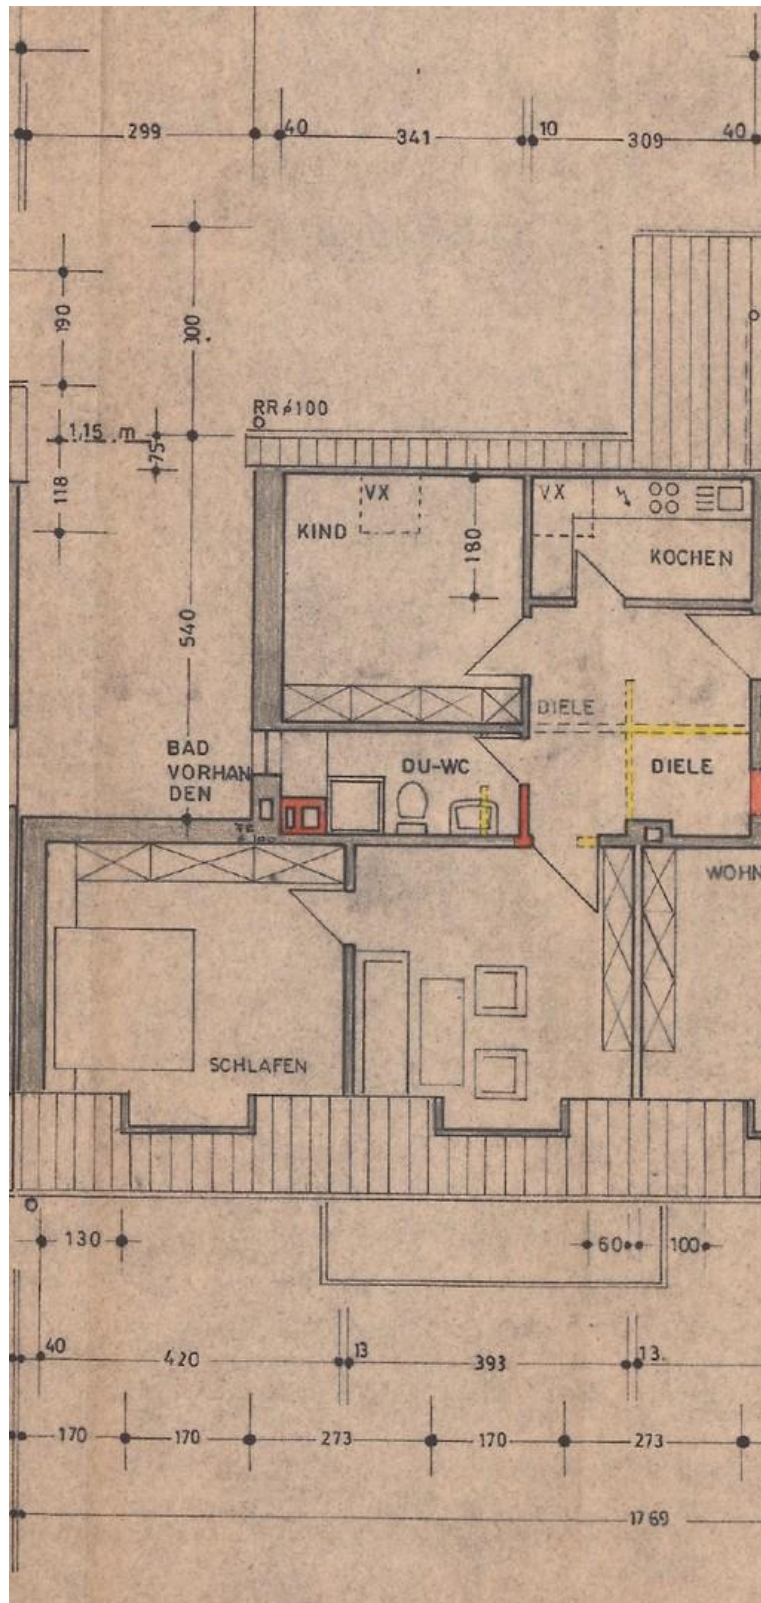 299
40
341
10
309
40
190
300
RR ø 100
1,15 m
75
118
VX
VX
KIND
180
KOCHEN
540
DIELE
BAD
VORHAN
DEN
DU-WC
DIELE
WOHN
SCHLAFEN
130
60
100
40
420
13
393
13
170
170
273
170
273
1769